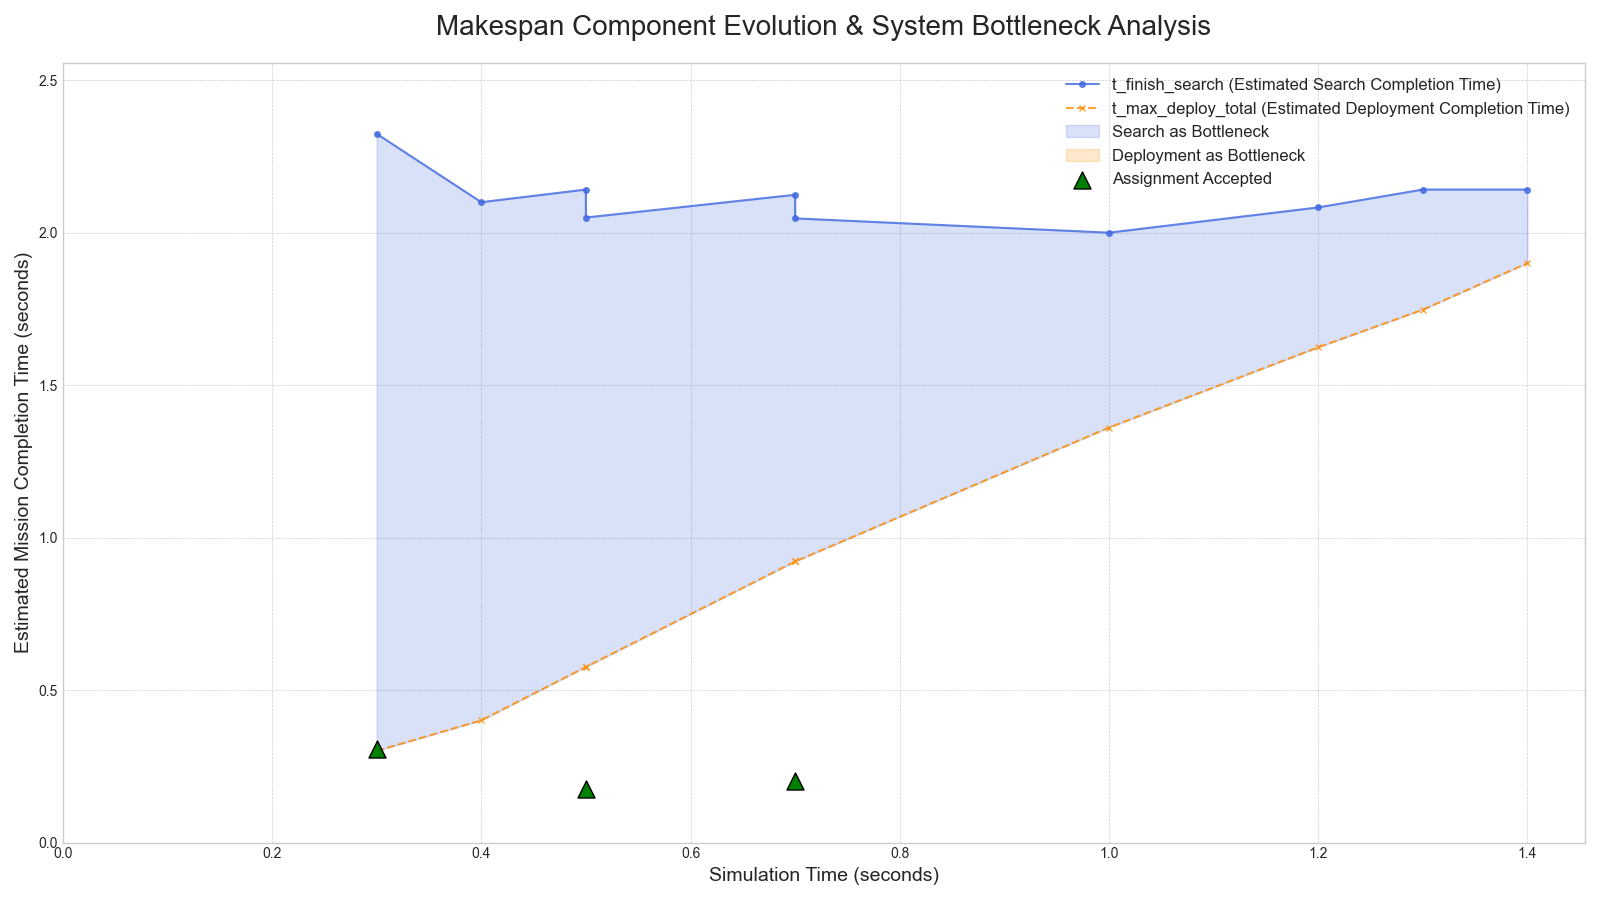 Makespan Component Evolution & System Bottleneck Analysis
2.5
2.0
1.5
1.0
0.5
0.0
Estimated Mission Completion Time (seconds)
t_finish_search (Estimated Search Completion Time)
t_max_deploy_total (Estimated Deployment Completion Time)
Search as Bottleneck
Deployment as Bottleneck
Assignment Accepted
0.0 0.2 0.4 0.6 0.8 1.0 1.2 1.4
Simulation Time (seconds)